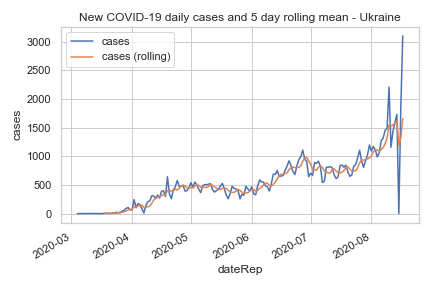 New COVID-19 daily cases and 5 day rolling mean - Ukraine
cases
cases (rolling)
3000
2500
2000
1500
1000
500
0
cases
2020-03
2020-04
2020-05
2020-06
2020-07
2020-08
dateRep